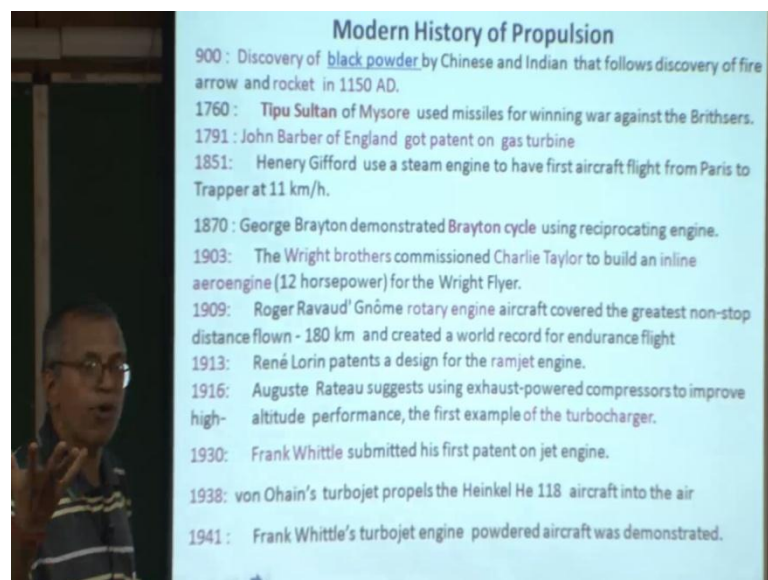 Modern History of Propulsion
900 : Discovery of black powder by Chinese and Indian that follows discovery of fire
arrow and rocket in 1150 AD.
1760 : Tipu Sultan of Mysore used missiles for winning war against the Brithsers.
1791 : John Barber of England got patent on gas turbine
1851: Henery Gifford use a steam engine to have first aircraft flight from Paris to
Trapper at 11 km/h.
1870 : George Brayton demonstrated Brayton cycle using reciprocating engine.
1903: The Wright brothers commissioned Charlie Taylor to build an inline
aeroengine (12 horsepower) for the Wright Flyer.
1909: Roger Ravaud' Gnôme rotary engine aircraft covered the greatest non-stop
distance flown - 180 km and created a world record for endurance flight
1913: René Lorin patents a design for the ramjet engine.
1916: Auguste Rateau suggests using exhaust-powered compressors to improve
high- altitude performance, the first example of the turbocharger.
1930: Frank Whittle submitted his first patent on jet engine.
1938: von Ohain's turbojet propels the Heinkel He 118 aircraft into the air
1941 : Frank Whittle's turbojet engine powdered aircraft was demonstrated.